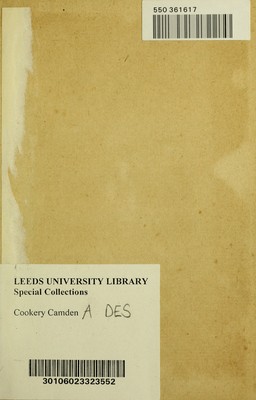 550 361617
LEEDS UNIVERSITY LIBRARY
Special Collections
Cookery Camden A DES
30106023323552